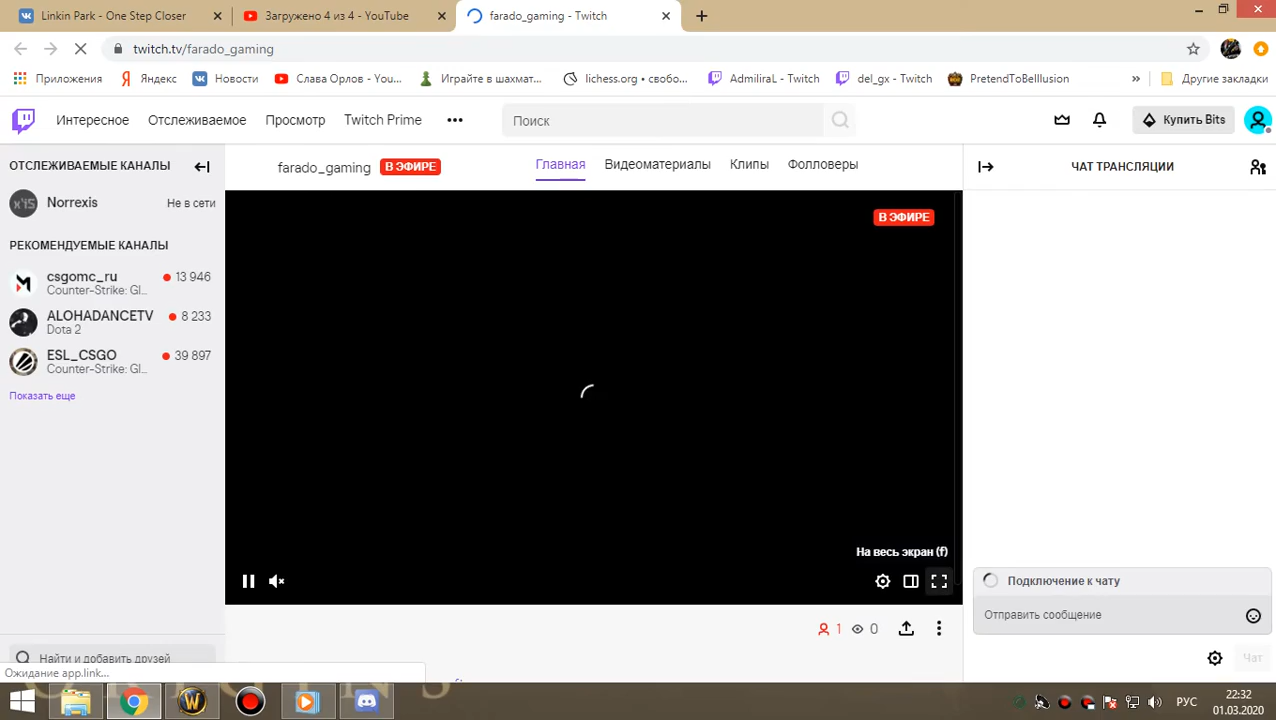 Linkin Park - One Step Closer
Загружено 4 из 4 - YouTube
farado_gaming - Twitch
twitch.tv/farado_gaming
Приложения
Яндекс
Новости
Слава Орлов - You...
Играйте в шахмат...
lichess.org • свобо...
AdmiliraL - Twitch
del_gx - Twitch
PretendToBeIllusion
»
Другие закладки
Интересное
Отслеживаемое
Просмотр
Twitch Prime
Поиск
Купить Bits
ОТСЛЕЖИВАЕМЫЕ КАНАЛЫ
Norrexis
Не в сети
РЕКОМЕНДУЕМЫЕ КАНАЛЫ
csgomc_ru
13 946
Counter-Strike: Gl...
ALOHADANCETV
8 233
Dota 2
ESL_CSGO
39 897
Counter-Strike: Gl...
Показать еще
Найти и добавить друзей
Ожидание app.link...
farado_gaming
В ЭФИРЕ
Главная
Видеоматериалы
Клипы
Фолловеры
В ЭФИРЕ
На весь экран (f)
1
0
ЧАТ ТРАНСЛЯЦИИ
Подключение к чату
Отправить сообщение
Чат
РУС
22:32
01.03.2020